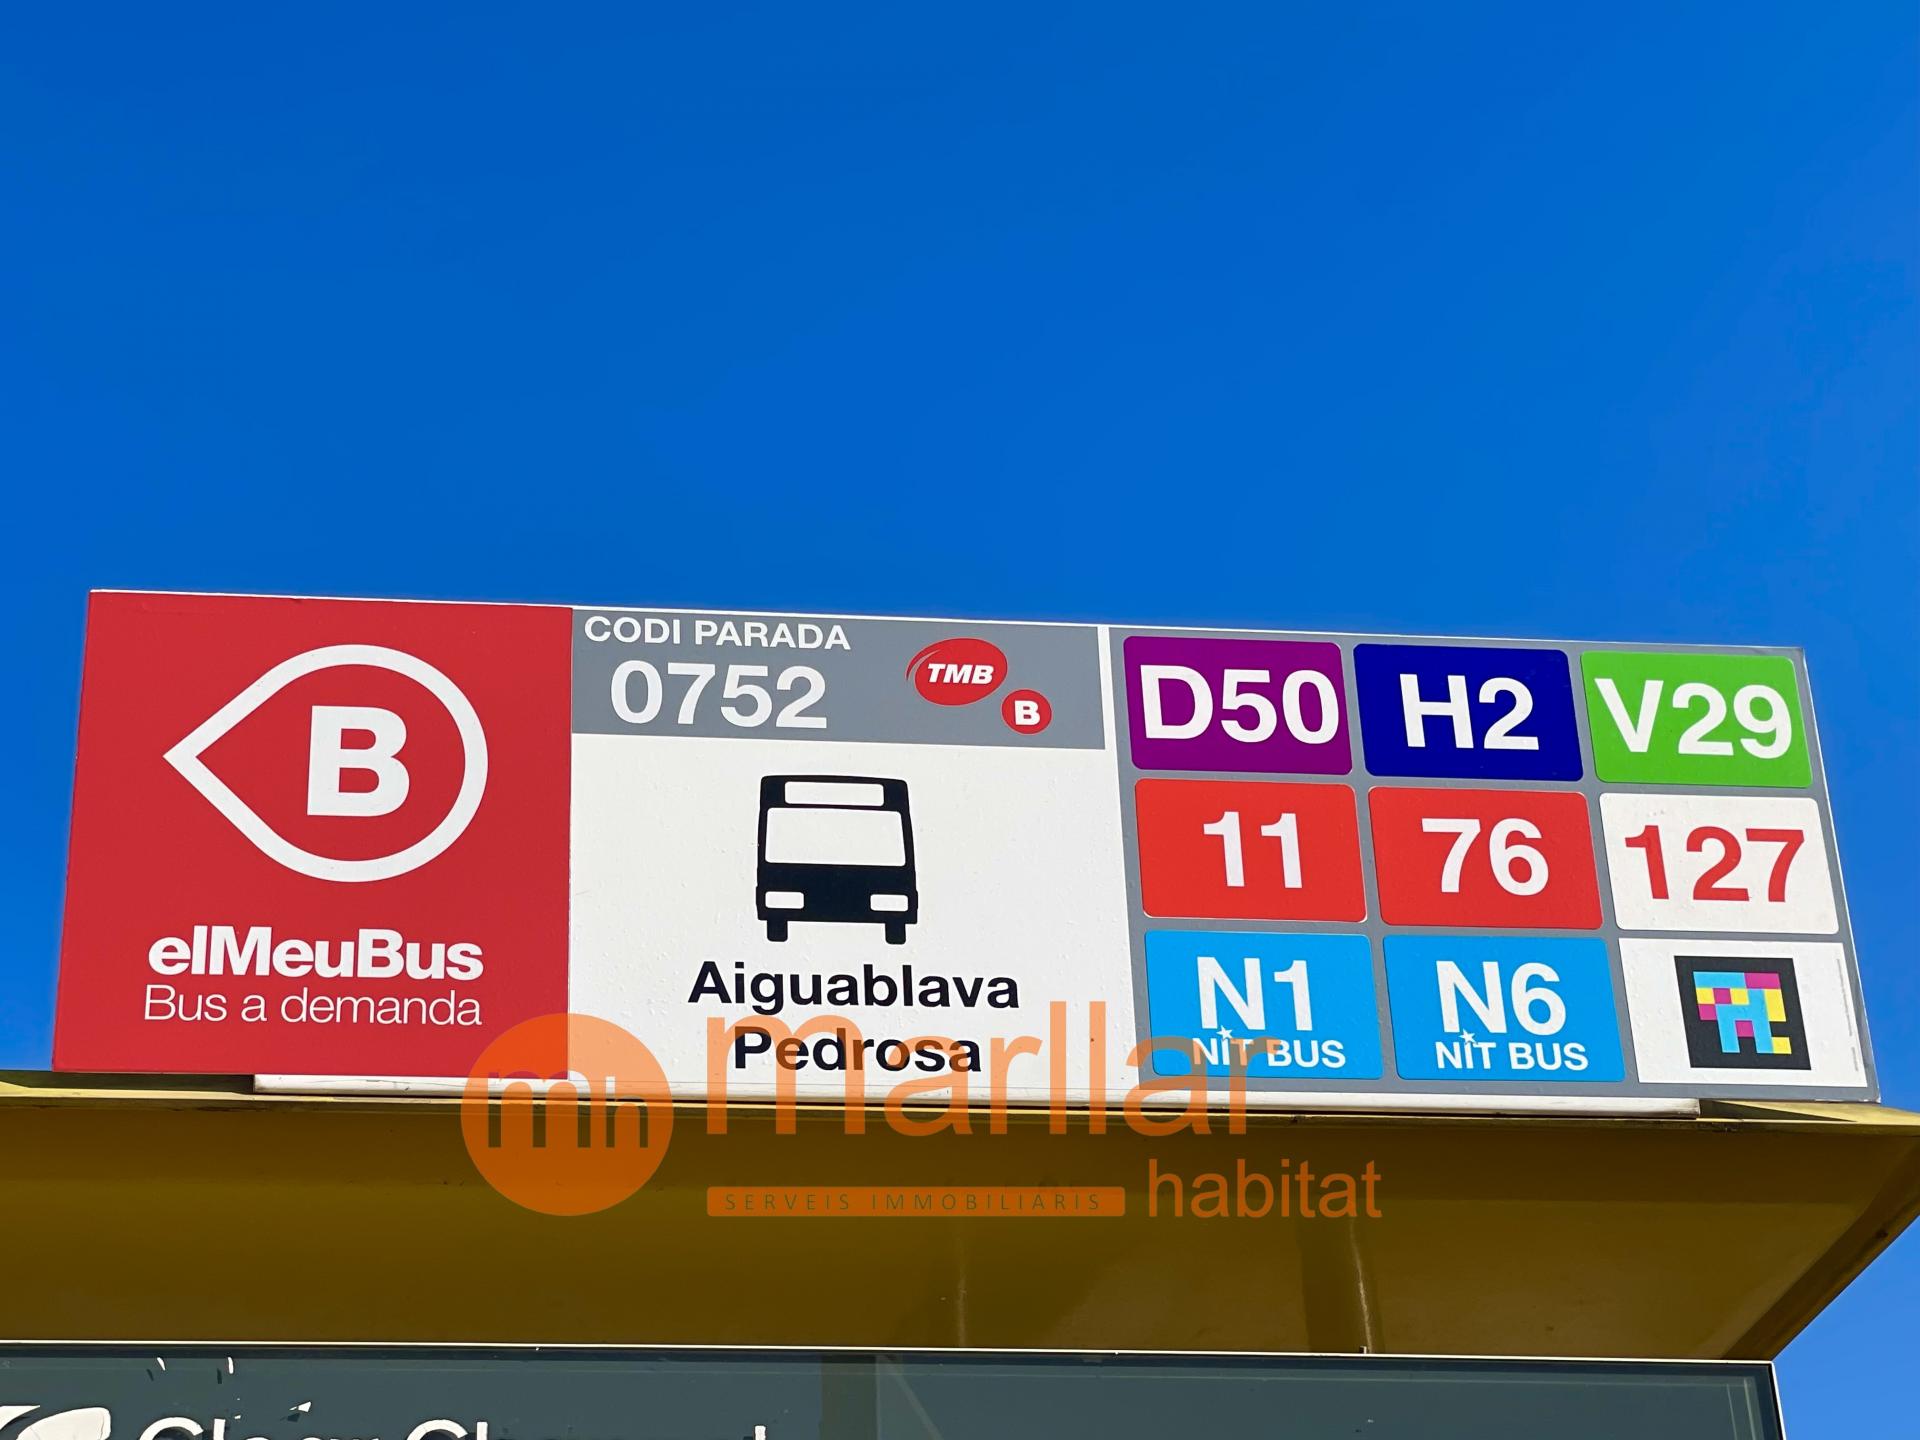 B
elMeuBus
Bus a demanda
CODI PARADA
0752
TMB
B
Aiguablava
Pedrosa
D50
H2
V29
11
76
127
N1
NIT BUS
N6
NIT BUS
mh
marllar
SERVEIS IMMOBILIARIS
habitat